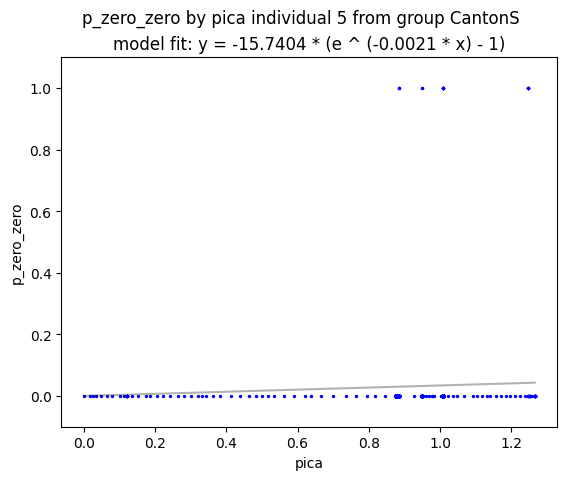 p_zero_zero by pica individual 5 from group CantonS
model fit: y = -15.7404 * (e ^ (-0.0021 * x) - 1)
1.0
0.8
0.6
0.4
0.2
0.0
p_zero_zero
0.0 0.2 0.4 0.6 0.8 1.0 1.2
pica